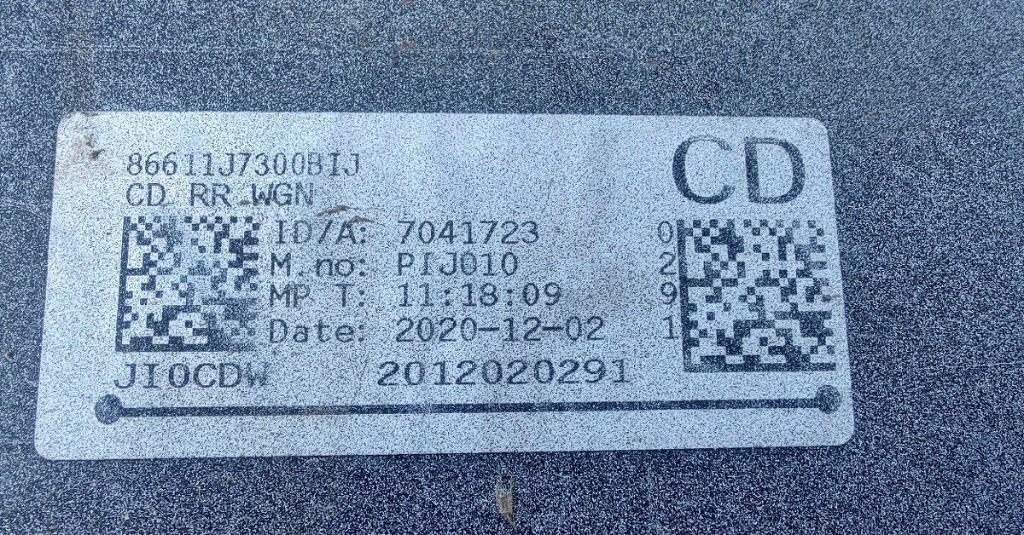 86611J7300BIJ
CD
CD RR WGN
ID/A: 7041723
M.no: PIJ010
MP T: 11:18:09
Date: 2020-12-02
0
2
9
1
JI0CDW 2012020291